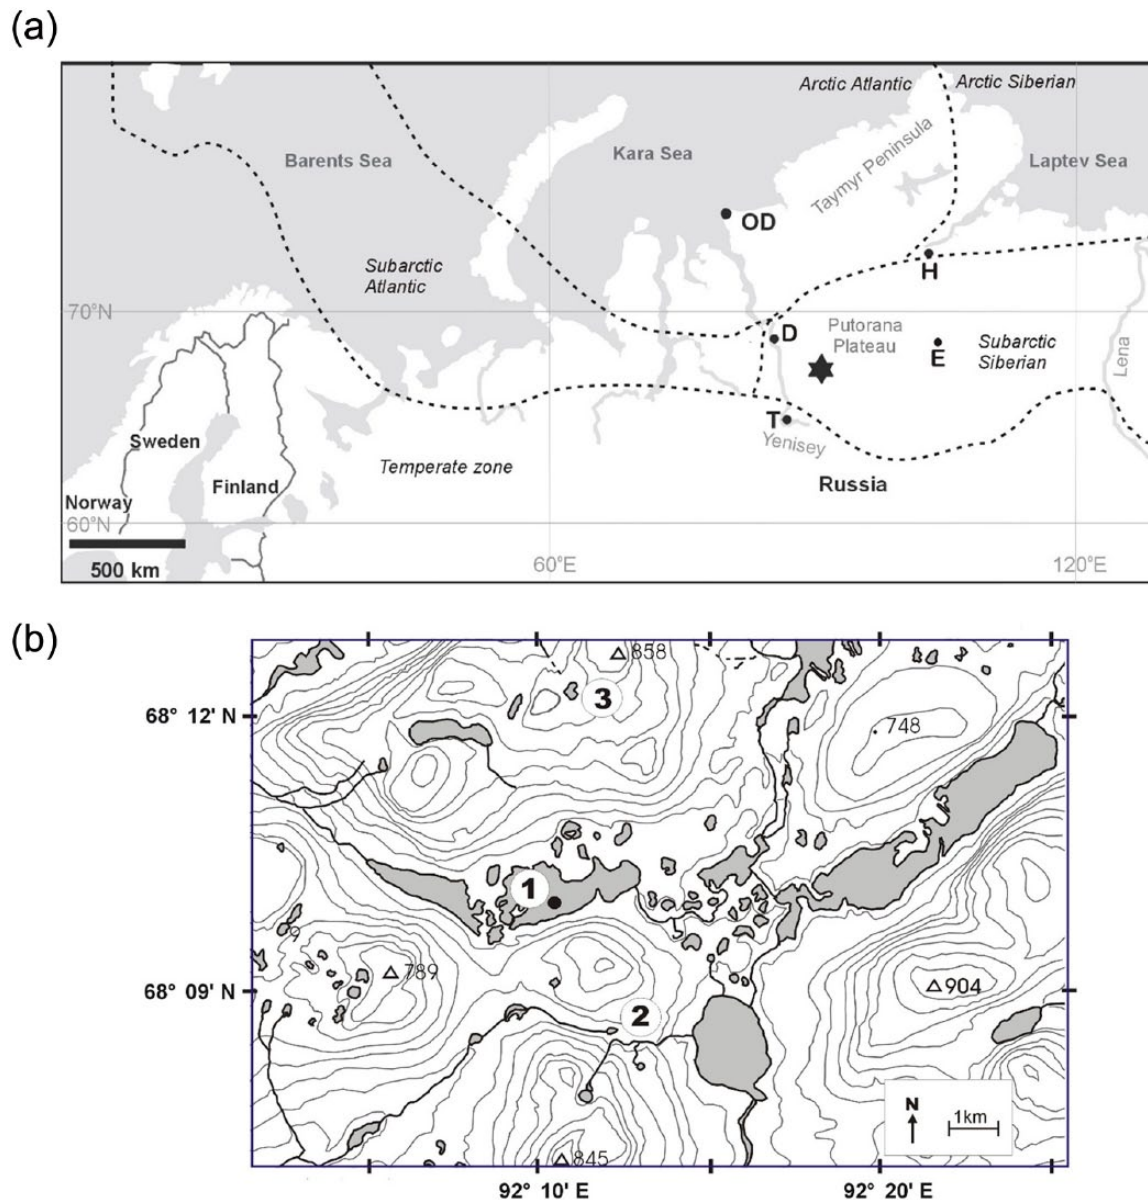 (a)
Arctic Atlantic
Arctic Siberian
Barents Sea
Kara Sea
Taymyr Peninsula
Laptev Sea
OD
Subarctic
Atlantic
H
70°N
D
Putorana
Plateau
E
Subarctic
Siberian
Lena
T
Yenisey
Sweden
Temperate zone
Finland
Russia
Norway
60°N
500 km
60°E
120°E
(b)
858
3
68° 12' N
748
1
789
68° 09' N
904
2
N
1km
845
92° 10' E
92° 20' E